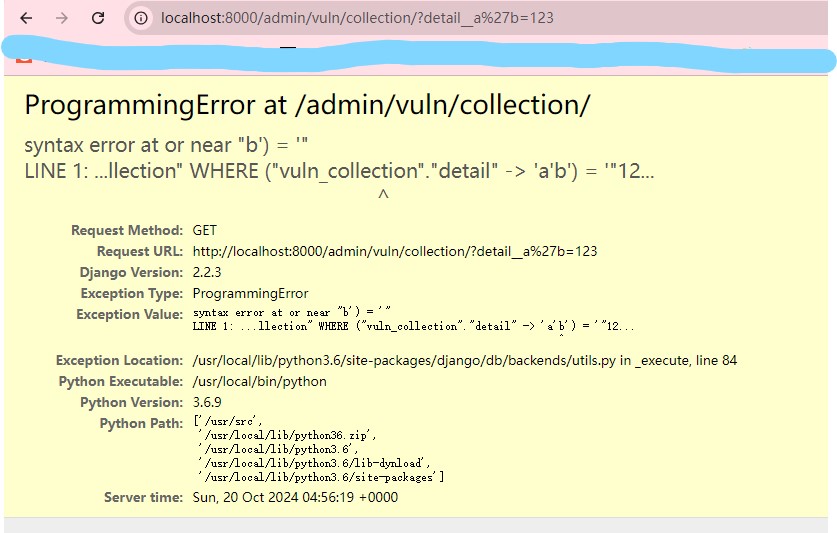 localhost:8000/admin/vuln/collection/?detail__a%27b=123
ProgrammingError at /admin/vuln/collection/
syntax error at or near "b') = '"
LINE 1: ...llection" WHERE ("vuln_collection"."detail" -> 'a'b') = '"12...
^
Request Method: GET
Request URL: http://localhost:8000/admin/vuln/collection/?detail__a%27b=123
Django Version: 2.2.3
Exception Type: ProgrammingError
Exception Value: syntax error at or near "b') = '"
LINE 1: ...llection" WHERE ("vuln_collection"."detail" -> 'a'b') = '"12...
^
Exception Location: /usr/local/lib/python3.6/site-packages/django/db/backends/utils.py in _execute, line 84
Python Executable: /usr/local/bin/python
Python Version: 3.6.9
Python Path: ['/usr/src',
'/usr/local/lib/python36.zip',
'/usr/local/lib/python3.6',
'/usr/local/lib/python3.6/lib-dynload',
'/usr/local/lib/python3.6/site-packages']
Server time: Sun, 20 Oct 2024 04:56:19 +0000